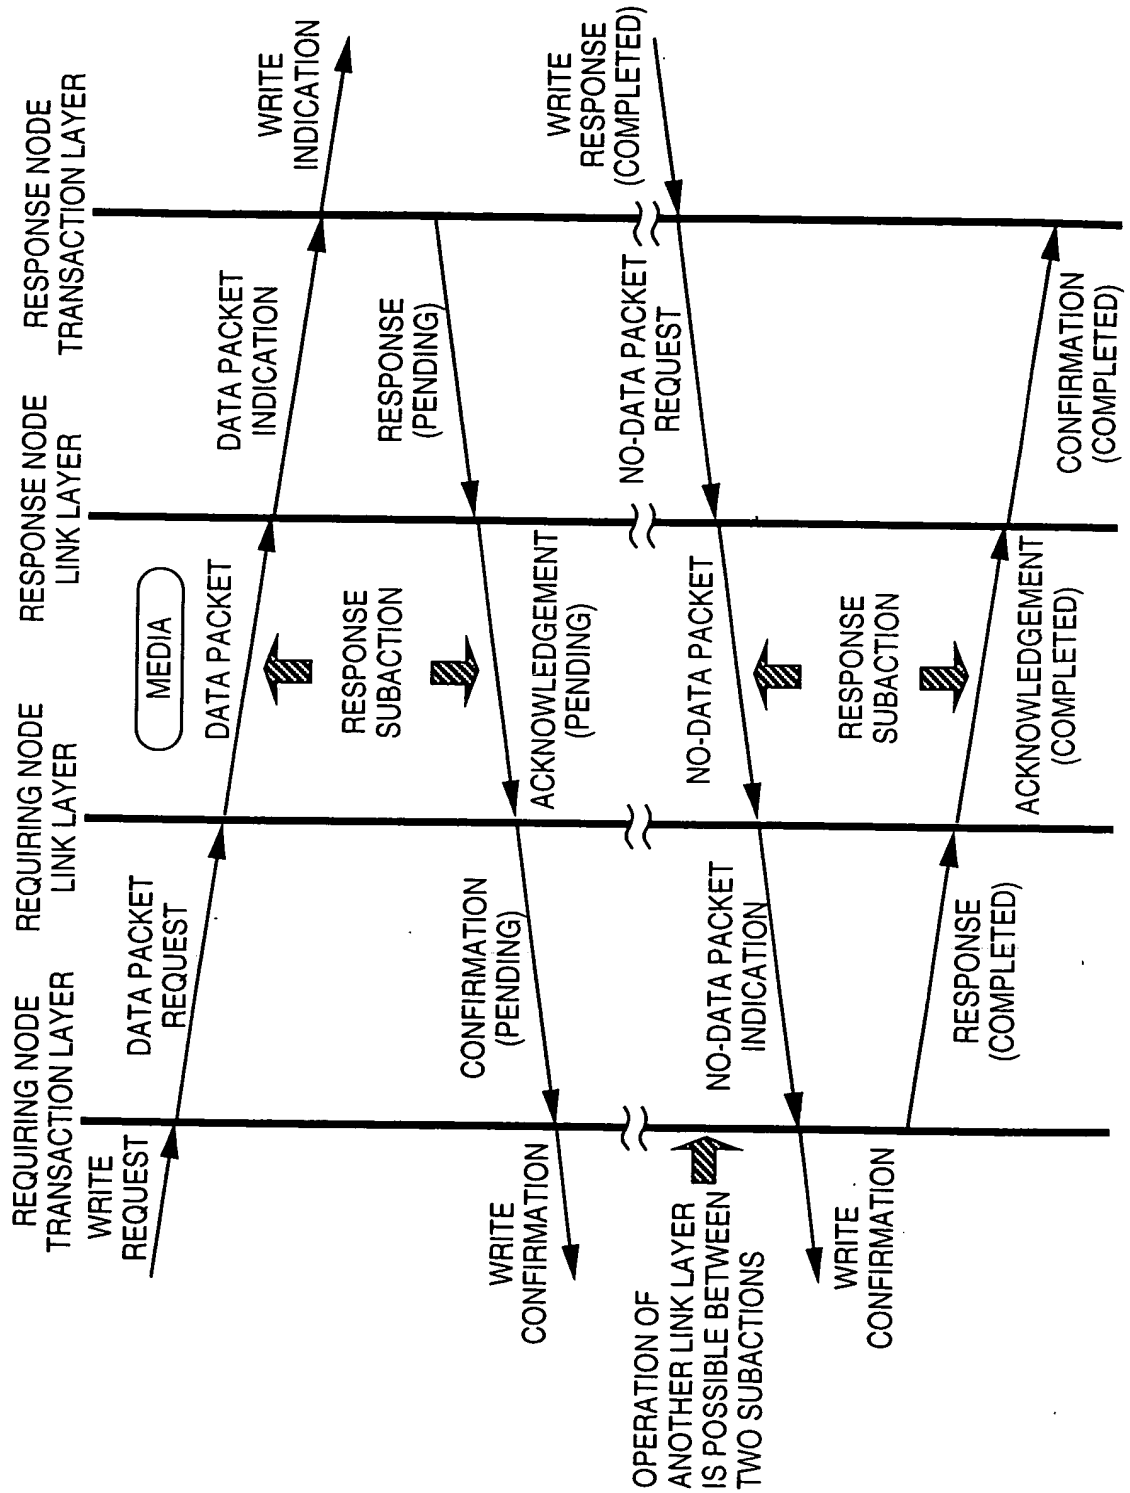 REQUIRING NODE
TRANSACTION LAYER
REQUIRING NODE
LINK LAYER
RESPONSE NODE
LINK LAYER
RESPONSE NODE
TRANSACTION LAYER
WRITE
REQUEST
DATA PACKET
REQUEST
MEDIA
DATA PACKET
DATA PACKET
INDICATION
WRITE
INDICATION
RESPONSE
SUBACTION
RESPONSE
(PENDING)
ACKNOWLEDGEMENT
(PENDING)
CONFIRMATION
(PENDING)
WRITE
CONFIRMATION
WRITE
RESPONSE
(COMPLETED)
NO-DATA PACKET
REQUEST
NO-DATA PACKET
NO-DATA PACKET
INDICATION
OPERATION OF
ANOTHER LINK LAYER
IS POSSIBLE BETWEEN
TWO SUBACTIONS
WRITE
CONFIRMATION
RESPONSE
SUBACTION
RESPONSE
(COMPLETED)
ACKNOWLEDGEMENT
(COMPLETED)
CONFIRMATION
(COMPLETED)